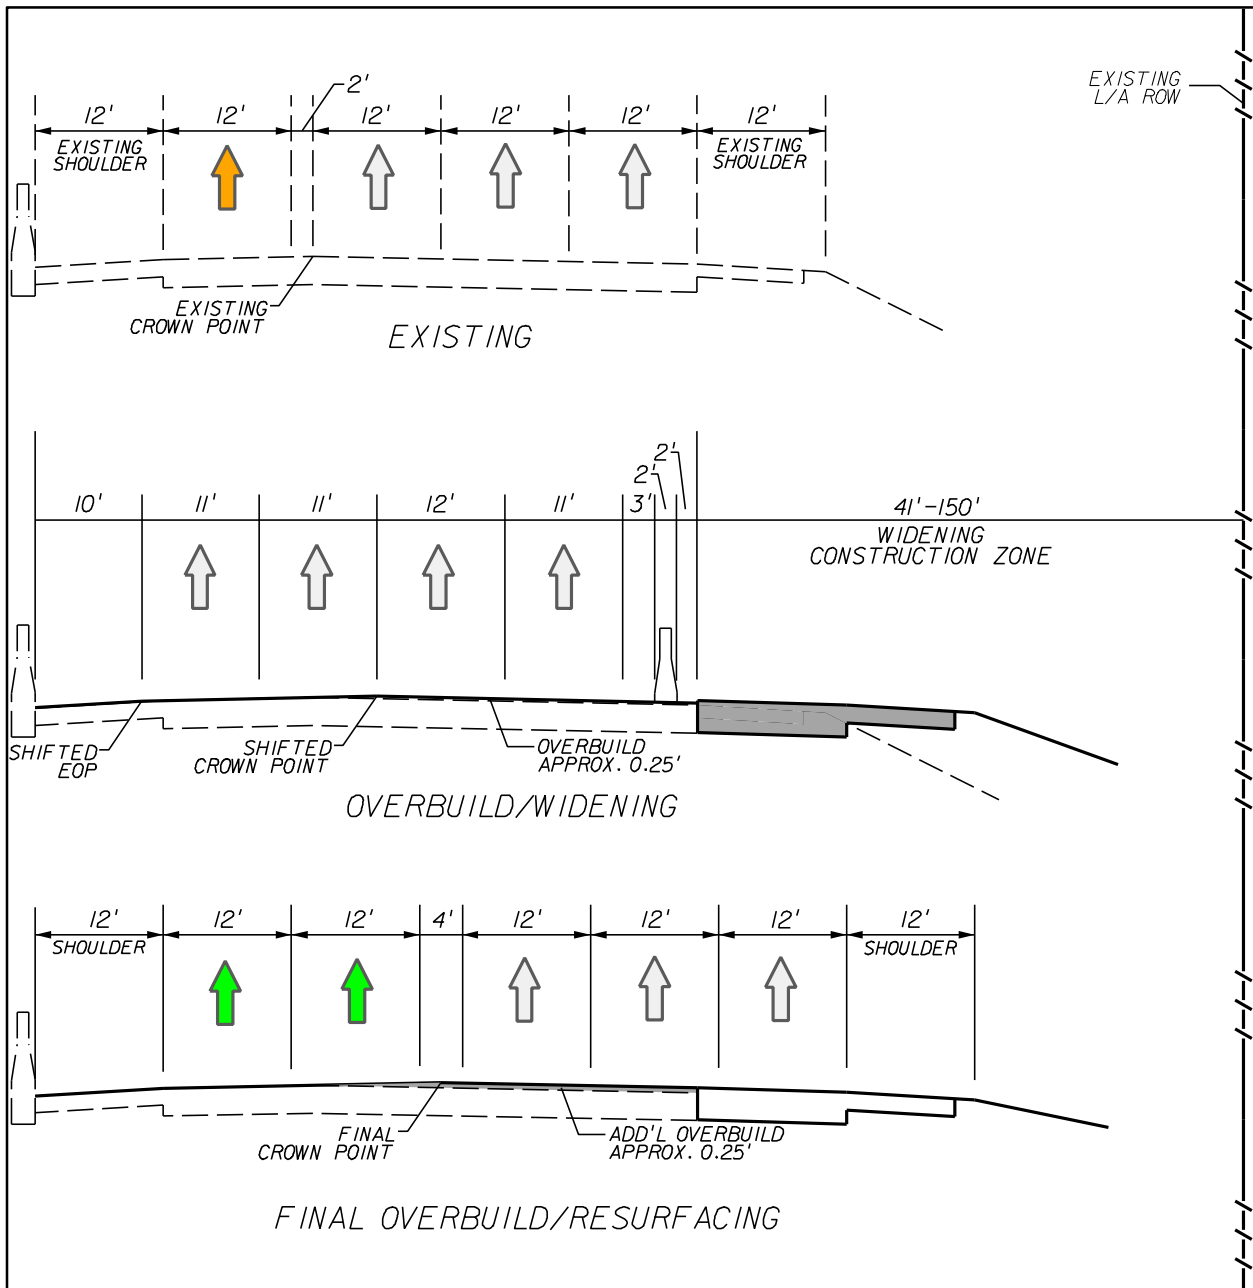 2'
12'
12'
12'
12'
12'
12'
EXISTING
SHOULDER
EXISTING
SHOULDER
EXISTING
L/A ROW
EXISTING
CROWN POINT
EXISTING
2'
2'
10'
11'
11'
12'
11'
3'
41'-150'
WIDENING
CONSTRUCTION ZONE
SHIFTED
EOP
SHIFTED
CROWN POINT
OVERBUILD
APPROX. 0.25'
OVERBUILD/WIDENING
12'
12'
12'
4'
12'
12'
12'
12'
SHOULDER
SHOULDER
FINAL
CROWN POINT
ADD'L OVERBUILD
APPROX. 0.25'
FINAL OVERBUILD/RESURFACING